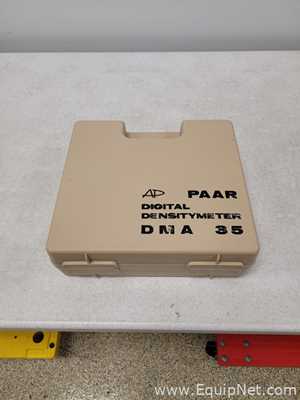 AP PAAR
DIGITAL
DENSITYMETER
DMA 35
www.EquipNet.com